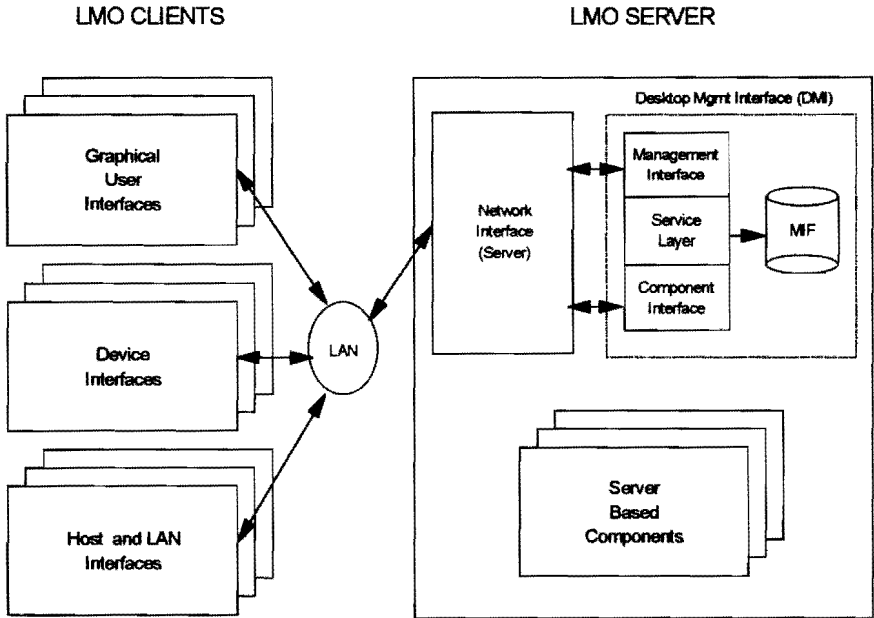 LMO CLIENTS
LMO SERVER
Graphical
User
Interfaces
Device
Interfaces
Host and LAN
Interfaces
LAN
Desktop Mgmt Interface (DMI)
Network
Interface
(Server)
Management
Interface
Service
Layer
Component
Interface
MIF
Server
Based
Components